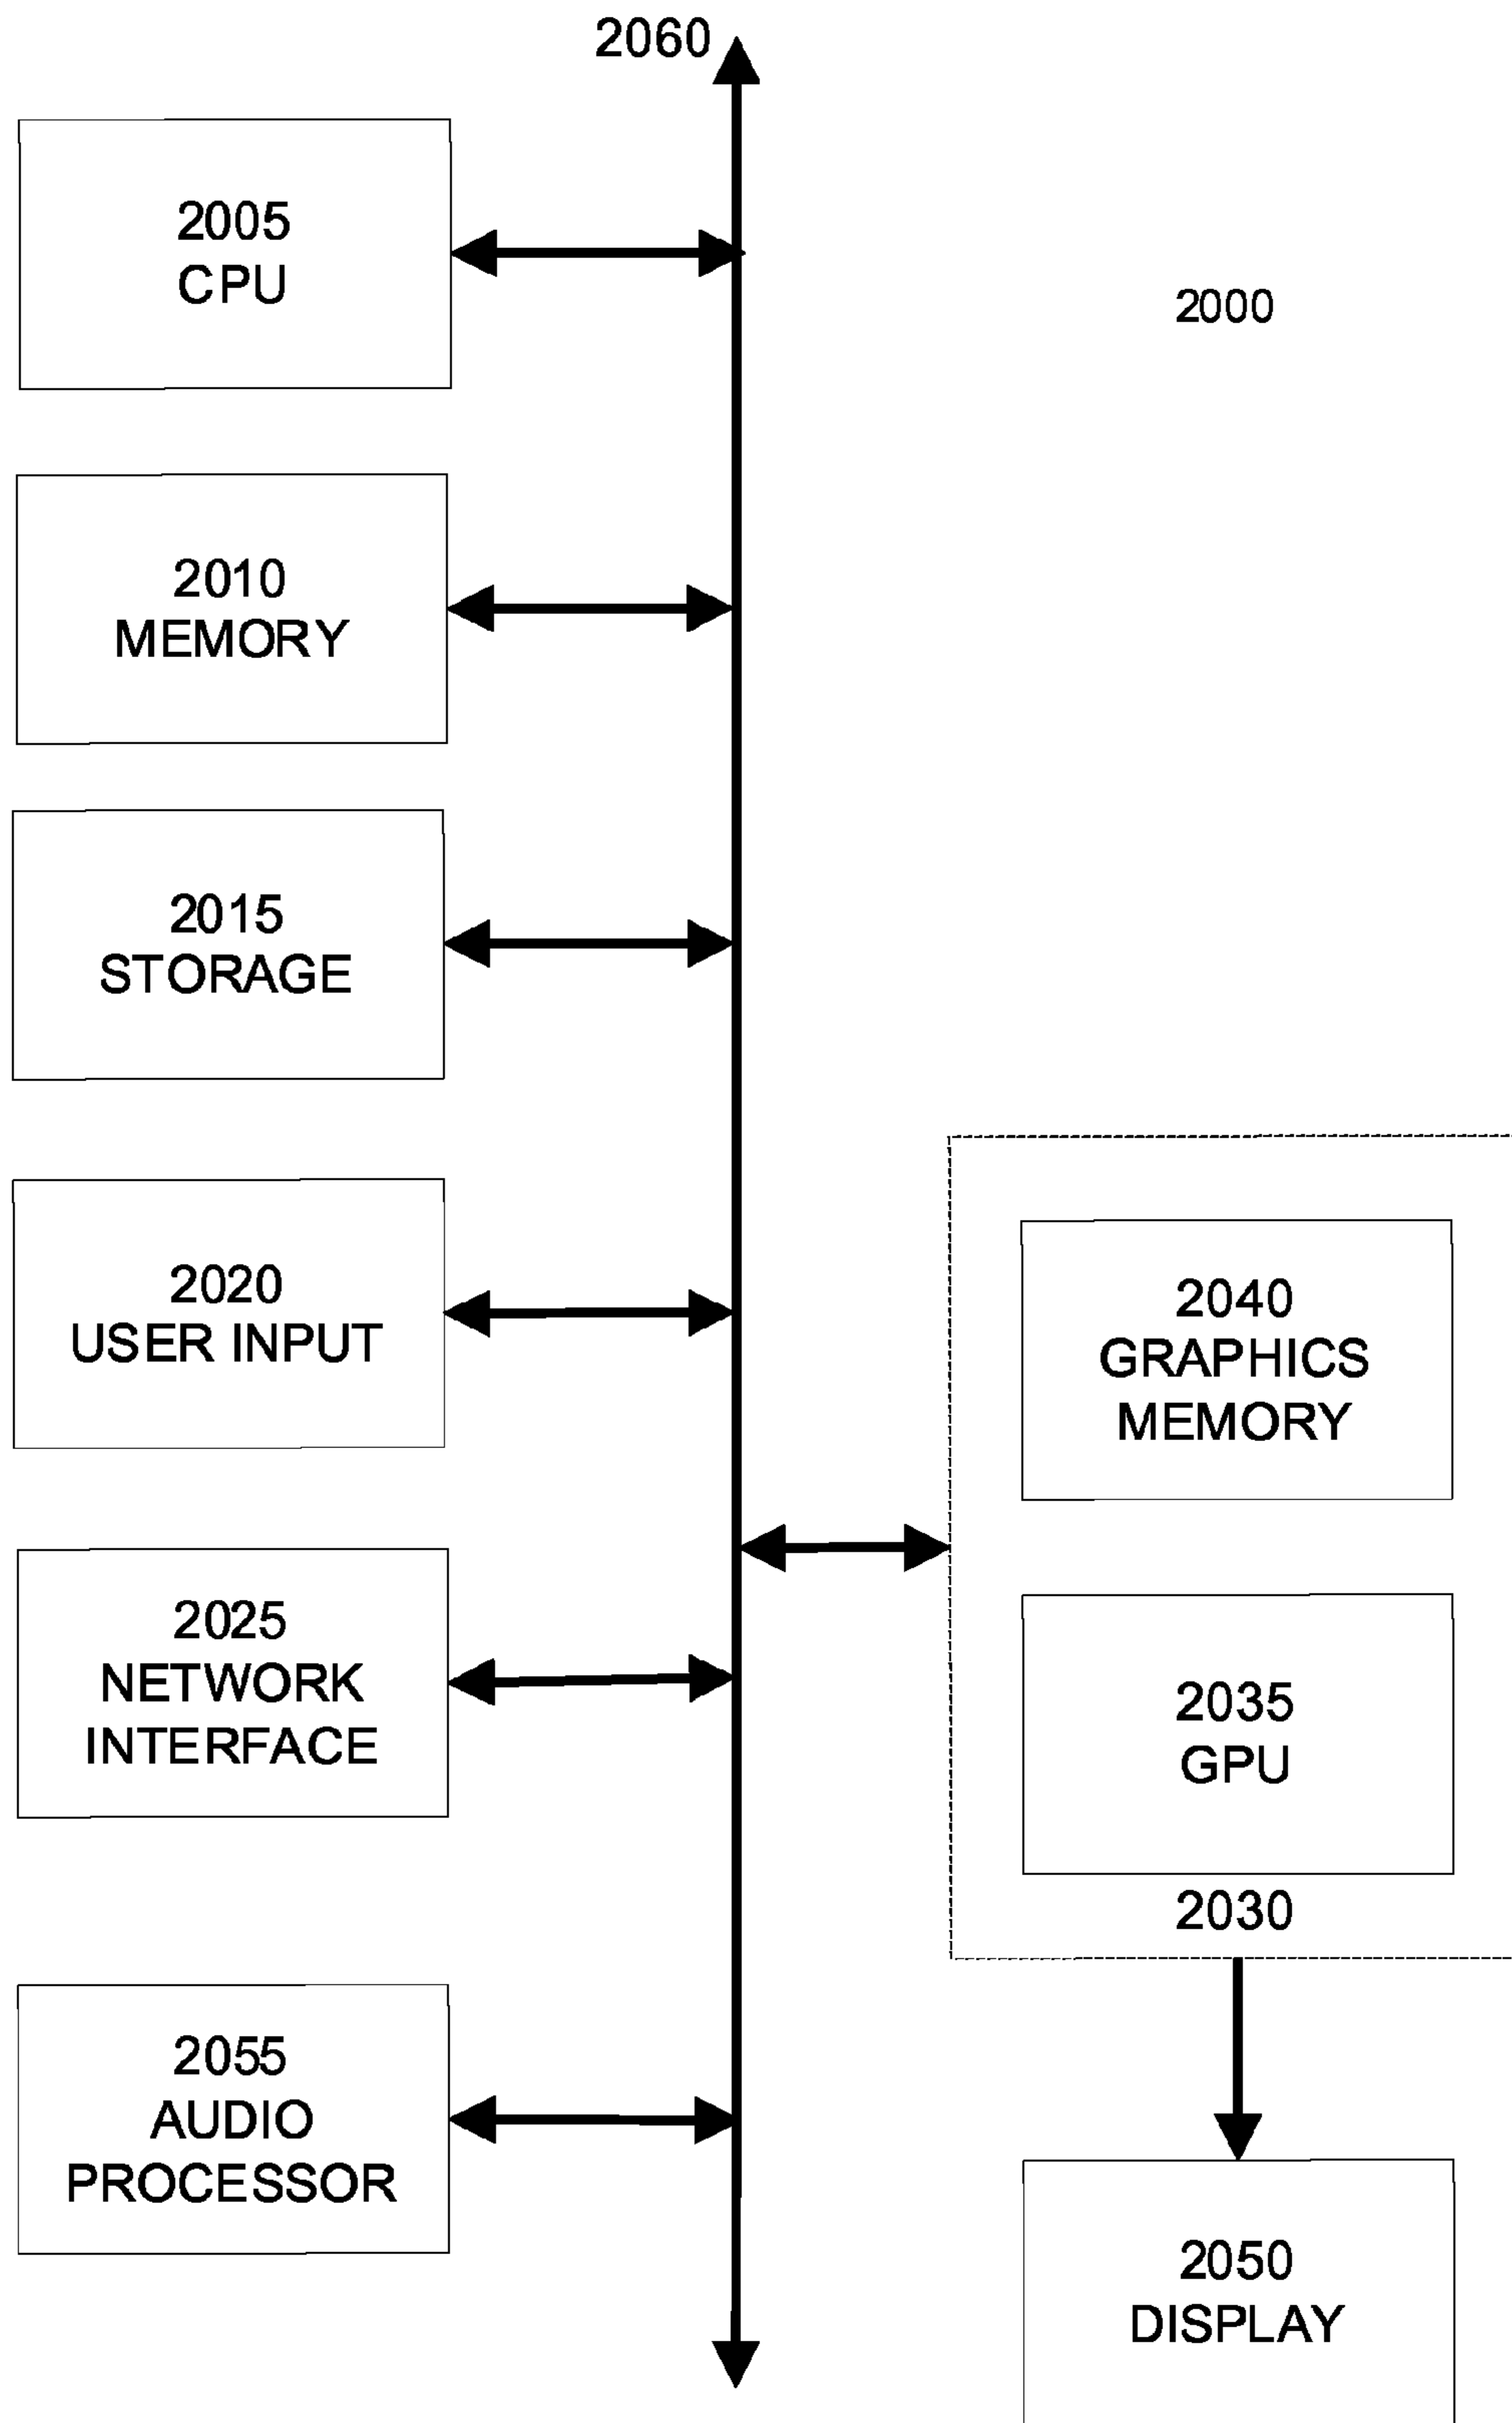 2060
2005
CPU
2000
2010
MEMORY
2015
STORAGE
2020
USER INPUT
2040
GRAPHICS
MEMORY
2025
NETWORK
INTERFACE
2035
GPU
2030
2055
AUDIO
PROCESSOR
2050
DISPLAY